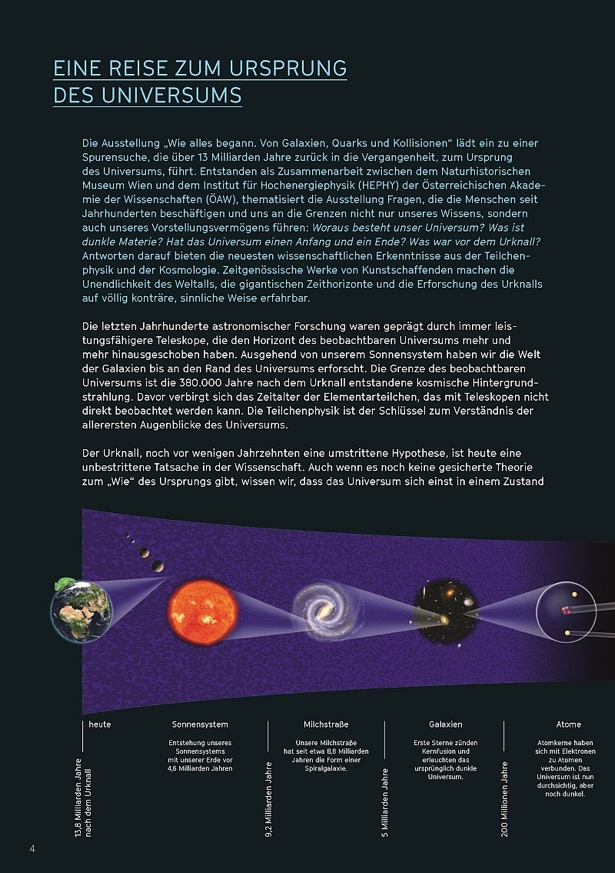 EINE REISE ZUM URSPRUNG
DES UNIVERSUMS
Die Ausstellung „Wie alles begann. Von Galaxien, Quarks und Kollisionen“ lädt ein zu einer
Spurensuche, die über 13 Milliarden Jahre zurück in die Vergangenheit, zum Ursprung
des Universums, führt. Entstanden als Zusammenarbeit zwischen dem Naturhistorischen
Museum Wien und dem Institut für Hochenergiephysik (HEPHY) der Österreichischen Akade-
mie der Wissenschaften (ÖAW), thematisiert die Ausstellung Fragen, die die Menschen seit
Jahrhunderten beschäftigen und uns an die Grenzen nicht nur unseres Wissens, sondern
auch unseres Vorstellungsvermögens führen: Woraus besteht unser Universum? Was ist
dunkle Materie? Hat das Universum einen Anfang und ein Ende? Was war vor dem Urknall?
Antworten darauf bieten die neuesten wissenschaftlichen Erkenntnisse aus der Teilchen-
physik und der Kosmologie. Zeitgenössische Werke von Kunstschaffenden machen die
Unendlichkeit des Weltalls, die gigantischen Zeithorizonte und die Erforschung des Urknalls
auf völlig konträre, sinnliche Weise erfahrbar.
Die letzten Jahrhunderte astronomischer Forschung waren geprägt durch immer leis-
tungsfähigere Teleskope, die den Horizont des beobachtbaren Universums mehr und
mehr hinausgeschoben haben. Ausgehend von unserem Sonnensystem haben wir die Welt
der Galaxien bis an den Rand des Universums erforscht. Die Grenze des beobachtbaren
Universums ist die 380.000 Jahre nach dem Urknall entstandene kosmische Hintergrund-
strahlung. Davor verbirgt sich das Zeitalter der Elementarteilchen, das mit Teleskopen nicht
direkt beobachtet werden kann. Die Teilchenphysik ist der Schlüssel zum Verständnis der
allerersten Augenblicke des Universums.
Der Urknall, noch vor wenigen Jahrzehnten eine umstrittene Hypothese, ist heute eine
unbestrittene Tatsache in der Wissenschaft. Auch wenn es noch keine gesicherte Theorie
zum „Wie“ des Ursprungs gibt, wissen wir, dass das Universum sich einst in einem Zustand
heute
13,8 Milliarden Jahre
nach dem Urknall
Sonnensystem
Entstehung unseres
Sonnensystems
mit unserer Erde vor
4,6 Milliarden Jahren
9,2 Milliarden Jahre
Milchstraße
Unsere Milchstraße
hat seit etwa 8,8 Milliarden
Jahren die Form einer
Spiralgalaxie.
5 Milliarden Jahre
Galaxien
Erste Sterne zünden
Kernfusion und
erleuchten das
ursprünglich dunkle
Universum.
200 Millionen Jahre
Atome
Atomkerne haben
sich mit Elektronen
zu Atomen
verbunden. Das
Universum ist nun
durchsichtig, aber
noch dunkel.
4